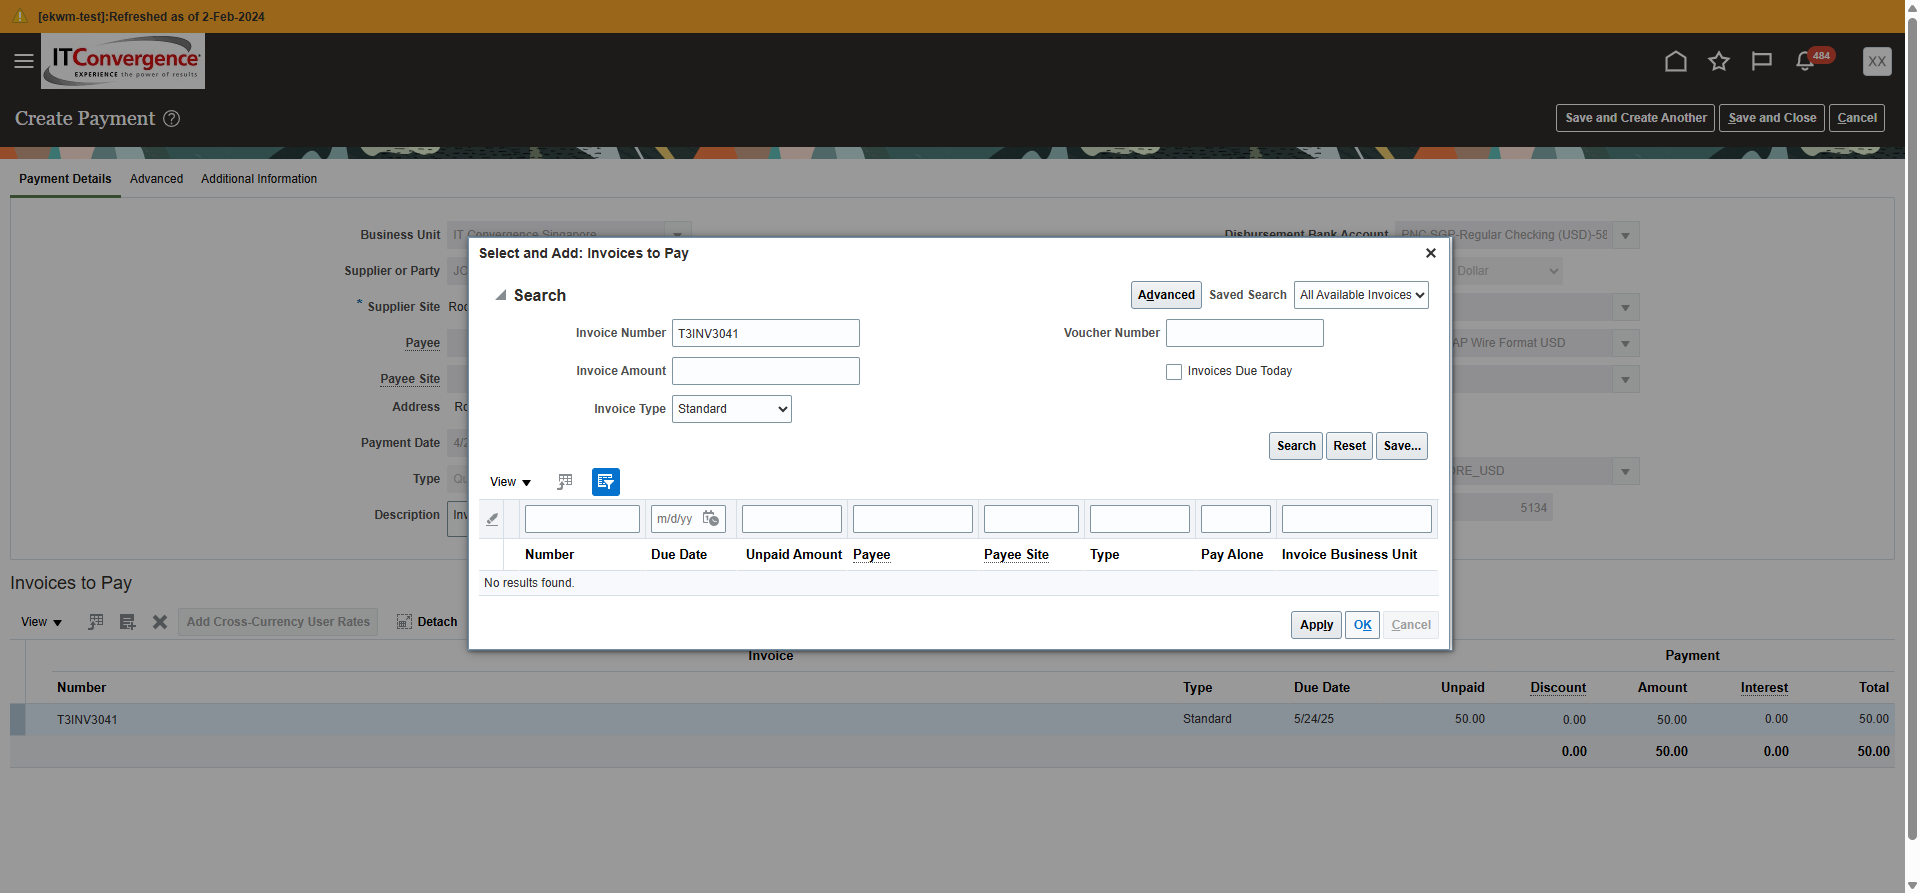 [ekwm-test]:Refreshed as of 2-Feb-2024
ITConvergence
EXPERIENCE the power of results
484
XX
Create Payment
Save and Create Another
Save and Close
Cancel
Payment Details
Advanced
Additional Information
Business Unit IT Convergence Singapore
Disbursement Bank Account PNC SGP-Regular Checking (USD)-58
Supplier or Party JC
Dollar
* Supplier Site Roc
Payee
AP Wire Format USD
Payee Site
Address Rc
Payment Date 4/2
Type Qu
ORE_USD
Description Inv
5134
Select and Add: Invoices to Pay
Search
Advanced Saved Search All Available Invoices
Invoice Number T3INV3041
Voucher Number
Invoice Amount
Invoices Due Today
Invoice Type Standard
Search Reset Save...
View
m/d/yy
Number Due Date Unpaid Amount Payee Payee Site Type Pay Alone Invoice Business Unit
No results found.
Apply OK Cancel
Invoices to Pay
View Add Cross-Currency User Rates Detach
Invoice Payment
Number Type Due Date Unpaid Discount Amount Interest Total
T3INV3041 Standard 5/24/25 50.00 0.00 50.00 0.00 50.00
0.00 50.00 0.00 50.00